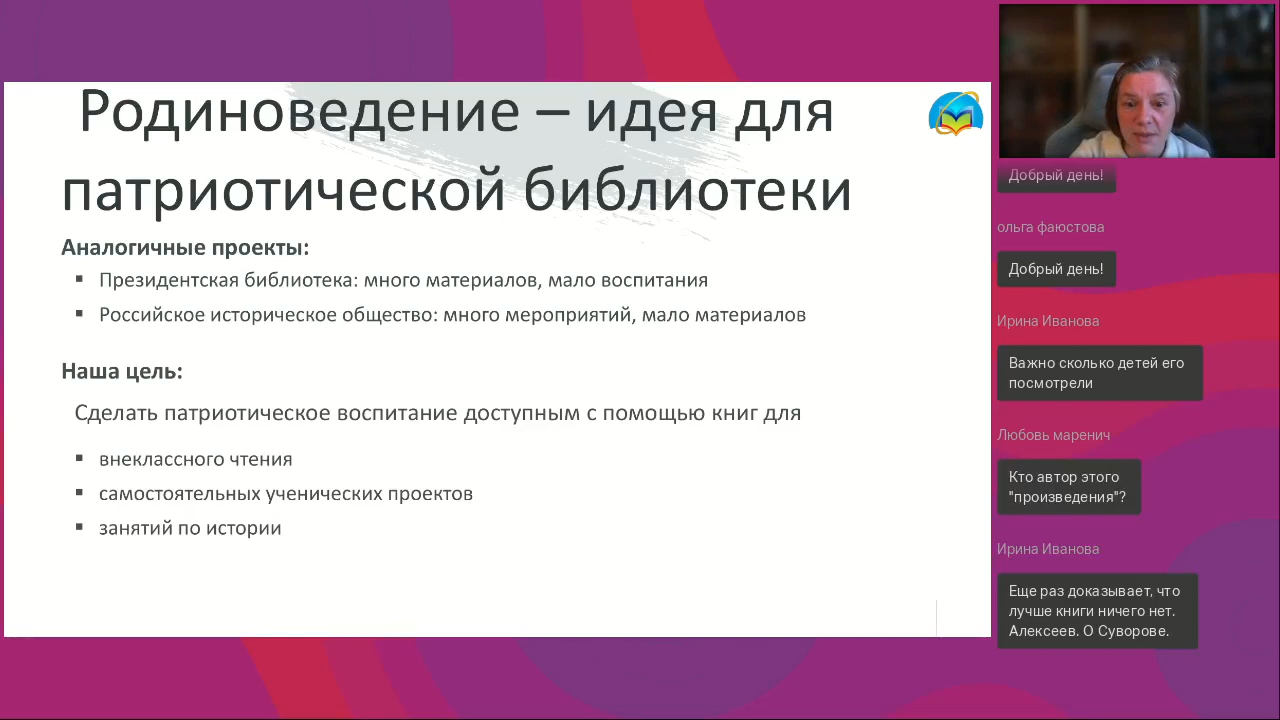 Родиноведение – идея для
патриотической библиотеки
Аналогичные проекты:
▪ Президентская библиотека: много материалов, мало воспитания
▪ Российское историческое общество: много мероприятий, мало материалов
Наша цель:
Сделать патриотическое воспитание доступным с помощью книг для
▪ внеклассного чтения
▪ самостоятельных ученических проектов
▪ занятий по истории
Добрый день!
ольга фаюстова
Добрый день!
Ирина Иванова
Важно сколько детей его
посмотрели
Любовь маренич
Кто автор этого
"произведения"?
Ирина Иванова
Еще раз доказывает, что
лучше книги ничего нет.
Алексеев. О Суворове.